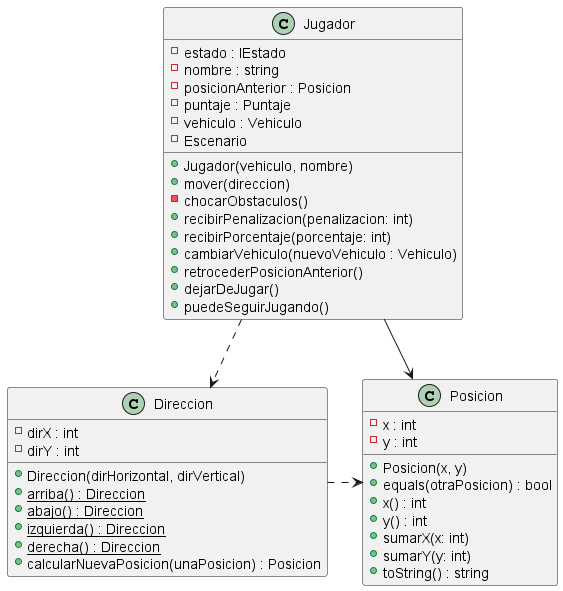 C Jugador
estado : IEstado
nombre : string
posicionAnterior : Posicion
puntaje : Puntaje
vehiculo : Vehiculo
Escenario
Jugador(vehiculo, nombre)
mover(direccion)
chocarObstaculos()
recibirPenalizacion(penalizacion: int)
recibirPorcentaje(porcentaje: int)
cambiarVehiculo(nuevoVehiculo : Vehiculo)
retrocederPosicionAnterior()
dejarDeJugar()
puedeSeguirJugando()
C Direccion
dirX : int
dirY : int
Direccion(dirHorizontal, dirVertical)
arriba() : Direccion
abajo() : Direccion
izquierda() : Direccion
derecha() : Direccion
calcularNuevaPosicion(unaPosicion) : Posicion
C Posicion
x : int
y : int
Posicion(x, y)
equals(otraPosicion) : bool
x() : int
y() : int
sumarX(x: int)
sumarY(y: int)
toString() : string